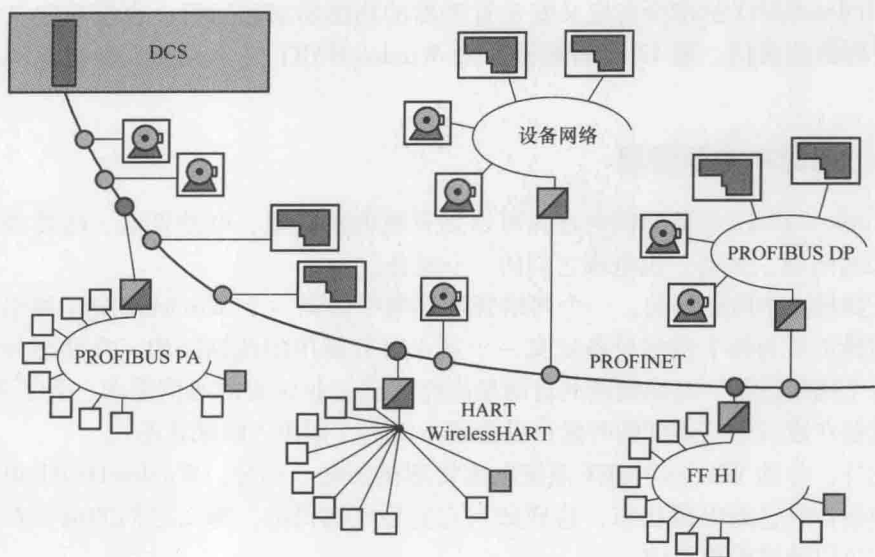 DCS
设备网络
PROFIBUS DP
PROFIBUS PA
PROFINET
HART
WirelessHART
FF H1